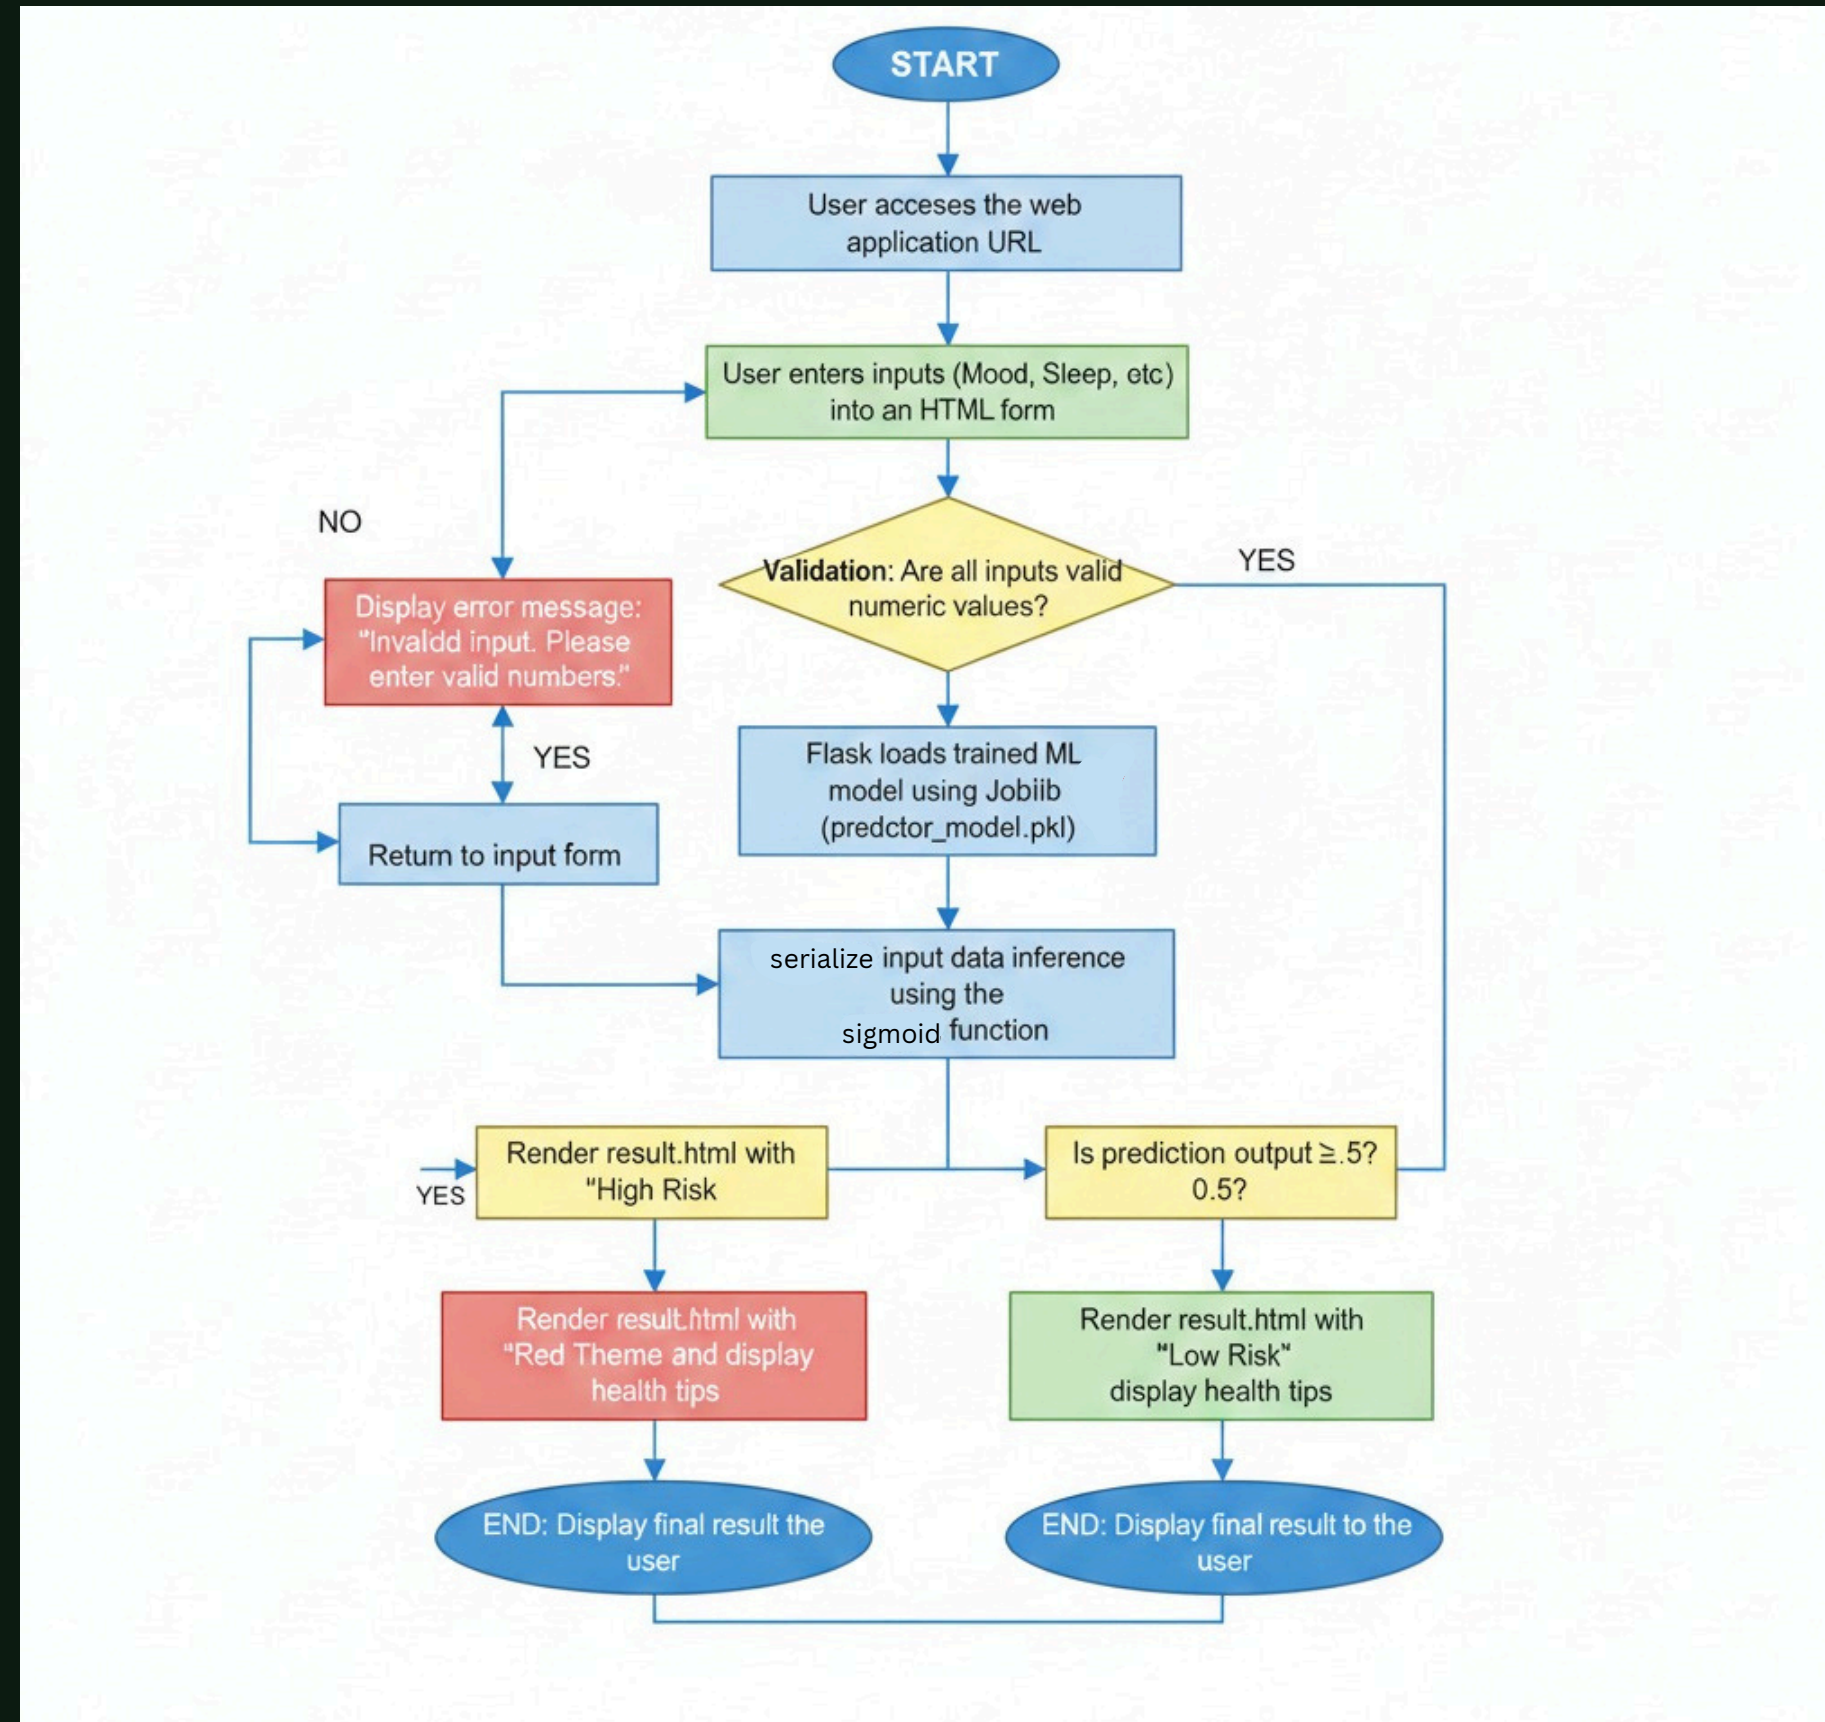 START
User acceses the web
application URL
User enters inputs (Mood, Sleep, etc)
into an HTML form
NO
Validation: Are all inputs valid
numeric values?
YES
Display error message:
"Invaldd input. Please
enter valid numbers."
YES
Return to input form
Flask loads trained ML
model using Jobiib
(predctor_model.pkl)
serialize input data inference
using the
sigmoid function
YES
Render result.html with
"High Risk
Is prediction output ≥.5?
0.5?
Render result.html with
"Red Theme and display
health tips
Render result.html with
"Low Risk"
display health tips
END: Display final result the
user
END: Display final result to the
user